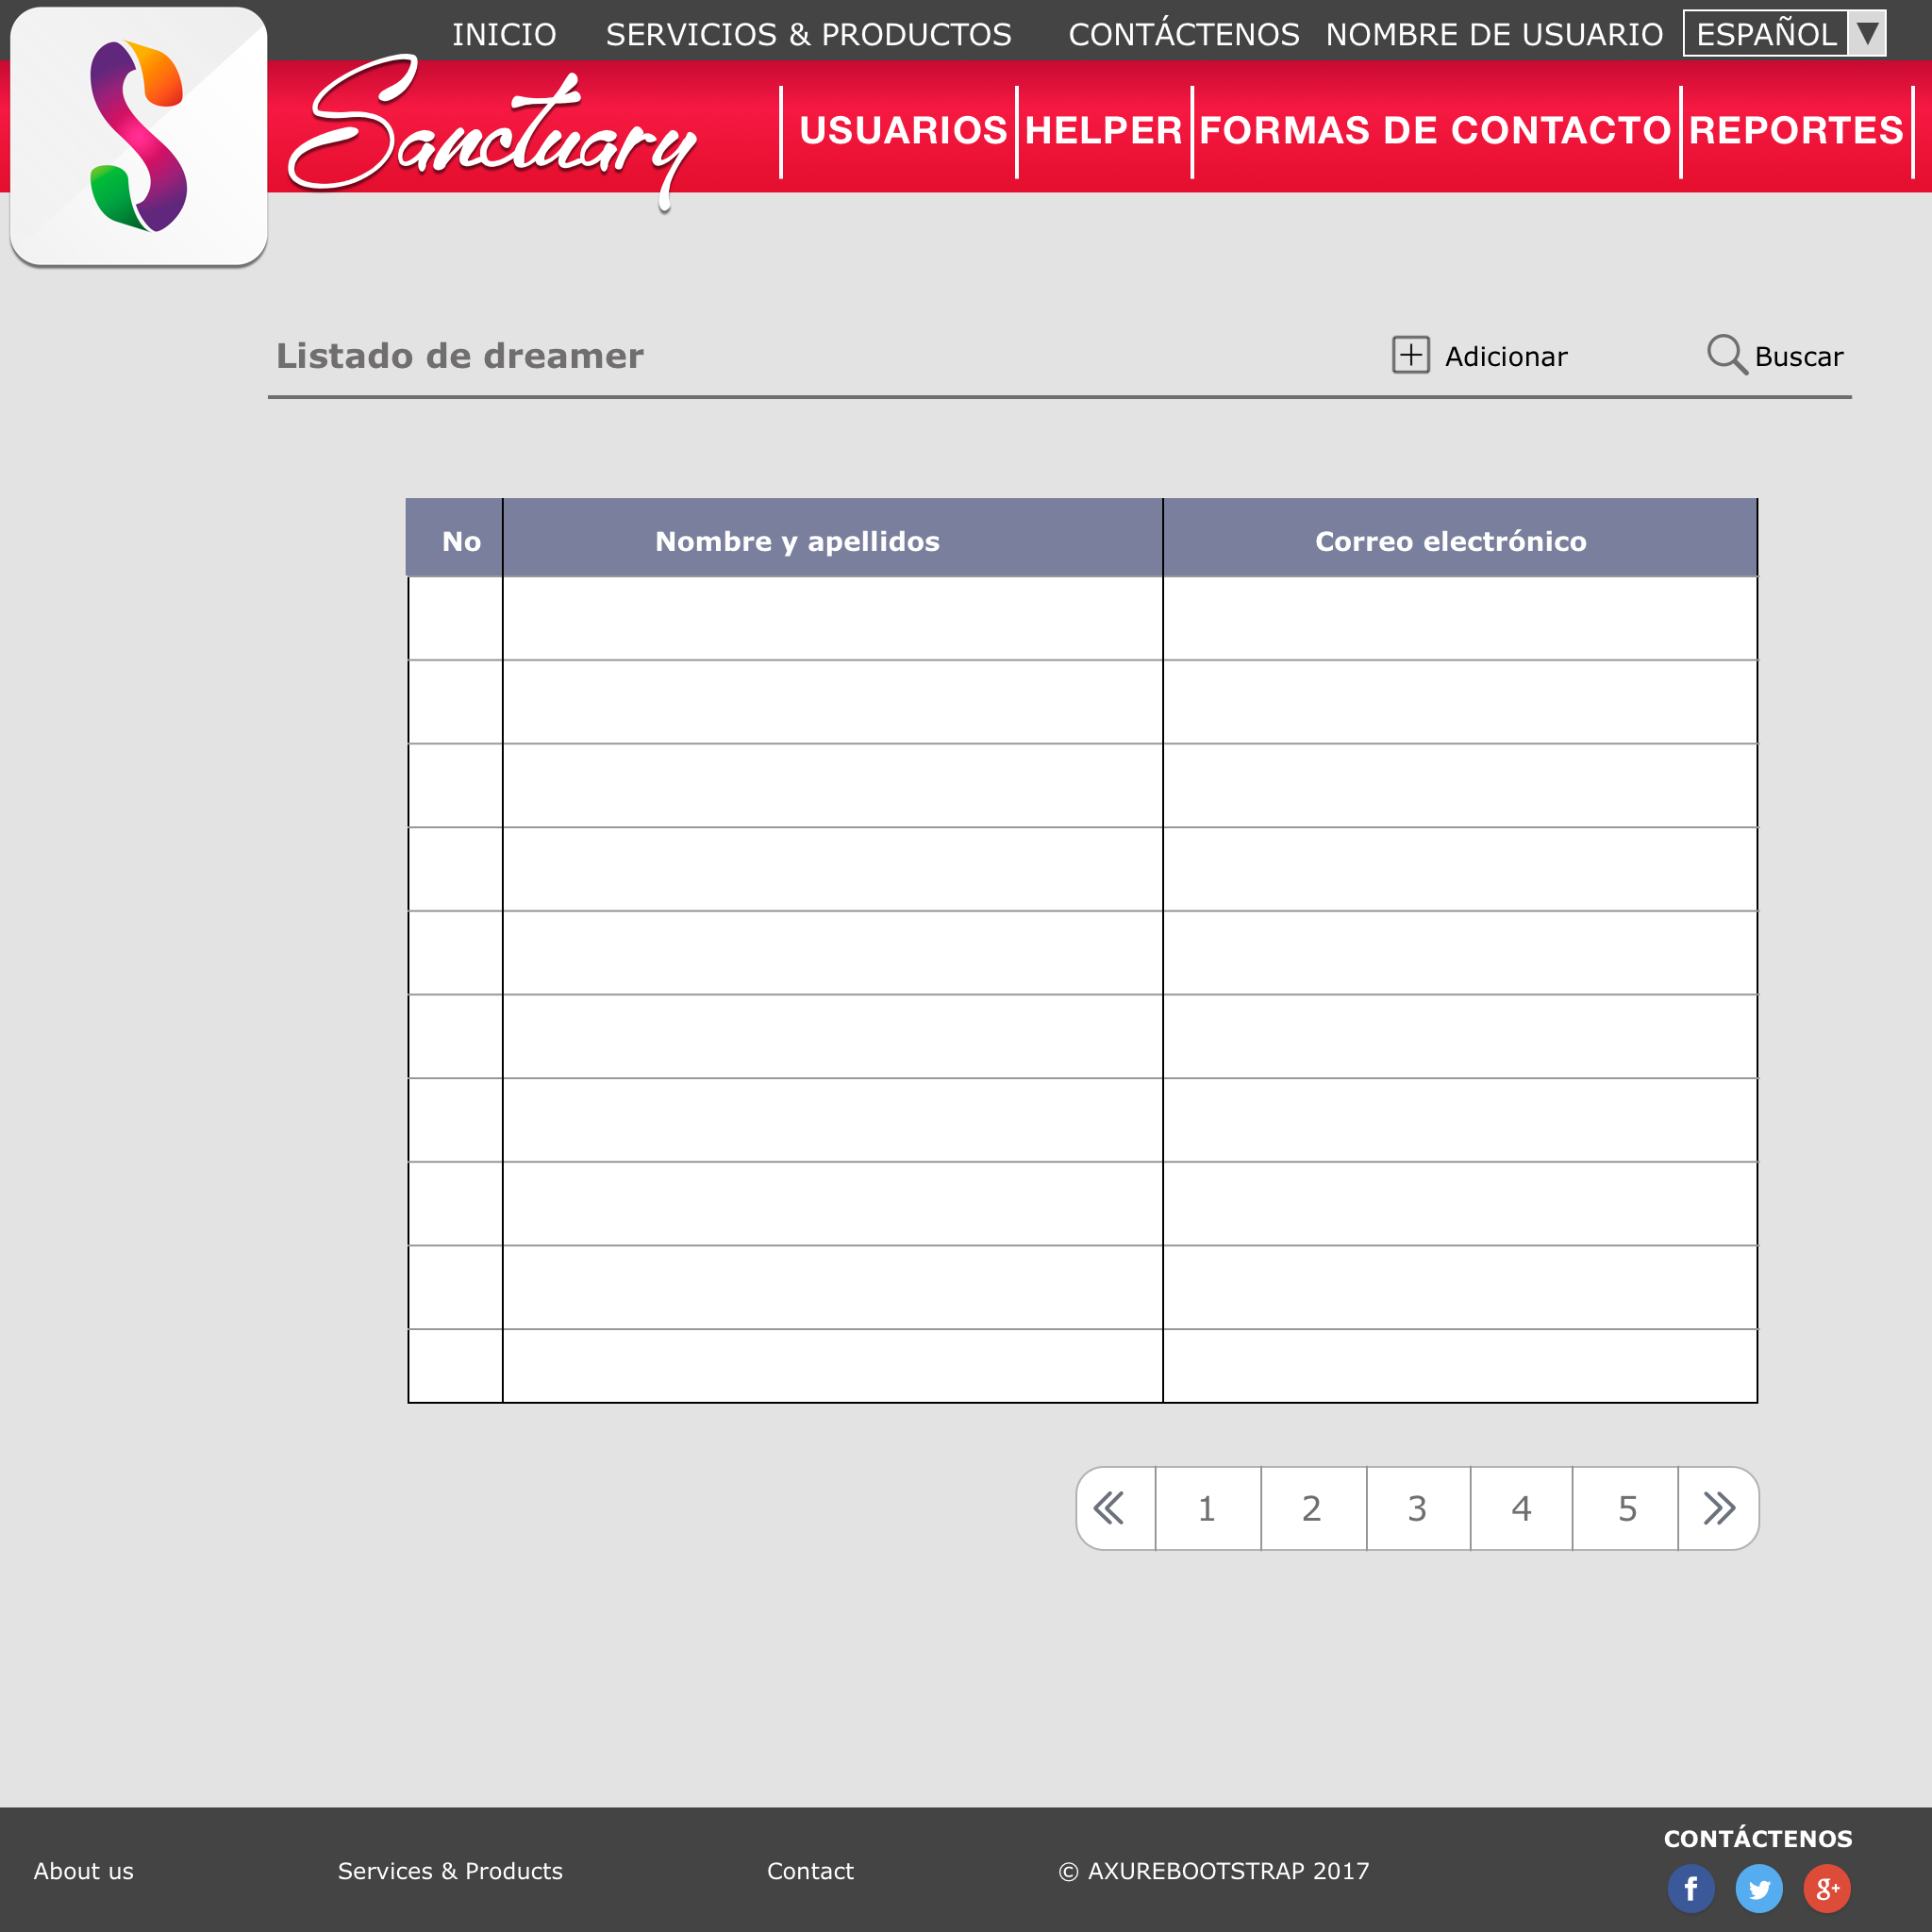 INICIO SERVICIOS & PRODUCTOS CONTÁCTENOS NOMBRE DE USUARIO ESPAÑOL
Sanctuary
USUARIOS HELPER FORMAS DE CONTACTO REPORTES
Listado de dreamer Adicionar Buscar
No Nombre y apellidos Correo electrónico
1 2 3 4 5
CONTÁCTENOS
About us Services & Products Contact © AXUREBOOTSTRAP 2017
f g+